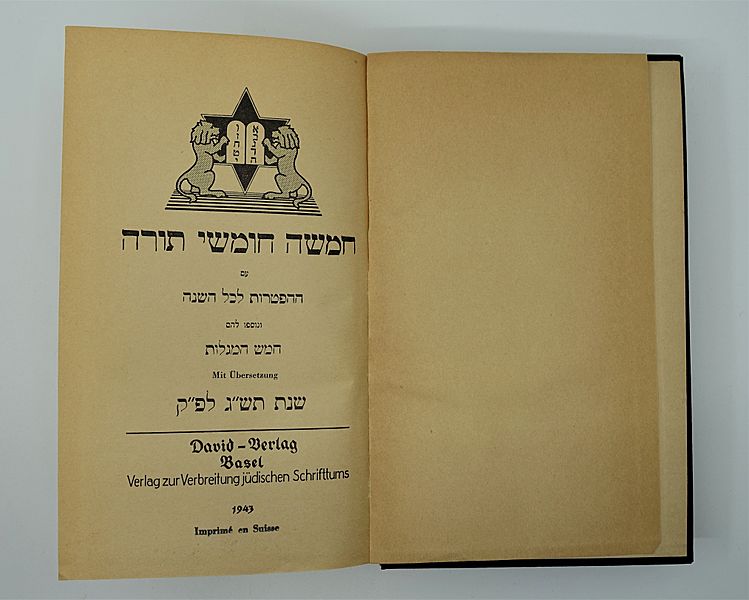 חמשה חומשי תורה
עם
ההפטרות לכל השנה
ונוספו להם
חמש המגלות
Mit Übersetzung
שנת תש״ג לפ״ק
David-Verlag
Basel
Verlag zur Verbreitung jüdischen Schrifttums
1943
Imprimé en Suisse